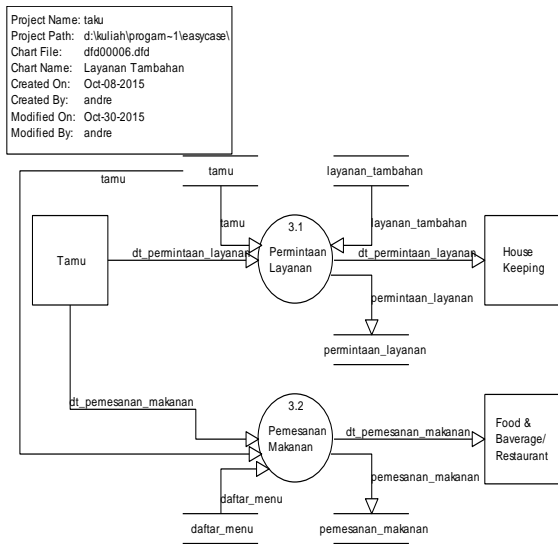 Project Name: taku
Project Path: d:\kuliah\progam~1\easycase\
Chart File: dfd00006.dfd
Chart Name: Layanan Tambahan
Created On: Oct-08-2015
Created By: andre
Modified On: Oct-30-2015
Modified By: andre
tamu
tamu
layanan_tambahan
tamu
layanan_tambahan
3.1
Permintaan
Layanan
Tamu
dt_permintaan_layanan
dt_permintaan_layanan
House
Keeping
permintaan_layanan
permintaan_layanan
dt_pemesanan_makanan
3.2
Pemesanan
Makanan
dt_pemesanan_makanan
Food &
Baverage/
Restaurant
pemesanan_makanan
daftar_menu
daftar_menu
pemesanan_makanan